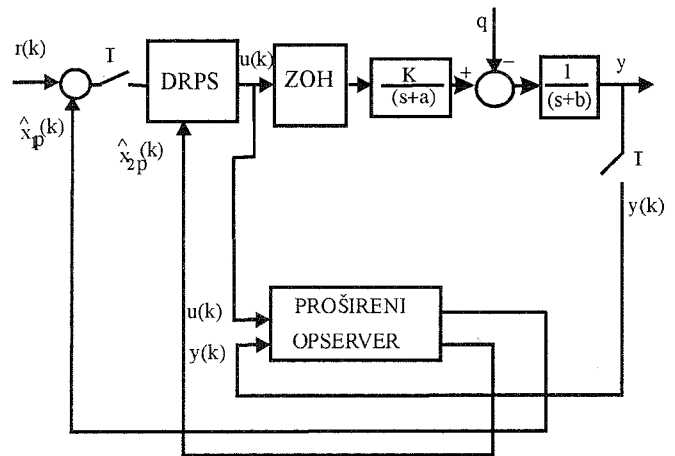 q
r(k)
T
DRPS
u(k)
ZOH
K
(s+a)
+
−
1
(s+b)
y
x̂1p(k)
x̂2p(k)
T
y(k)
u(k)
y(k)
PROŠIRENI
OPSERVER